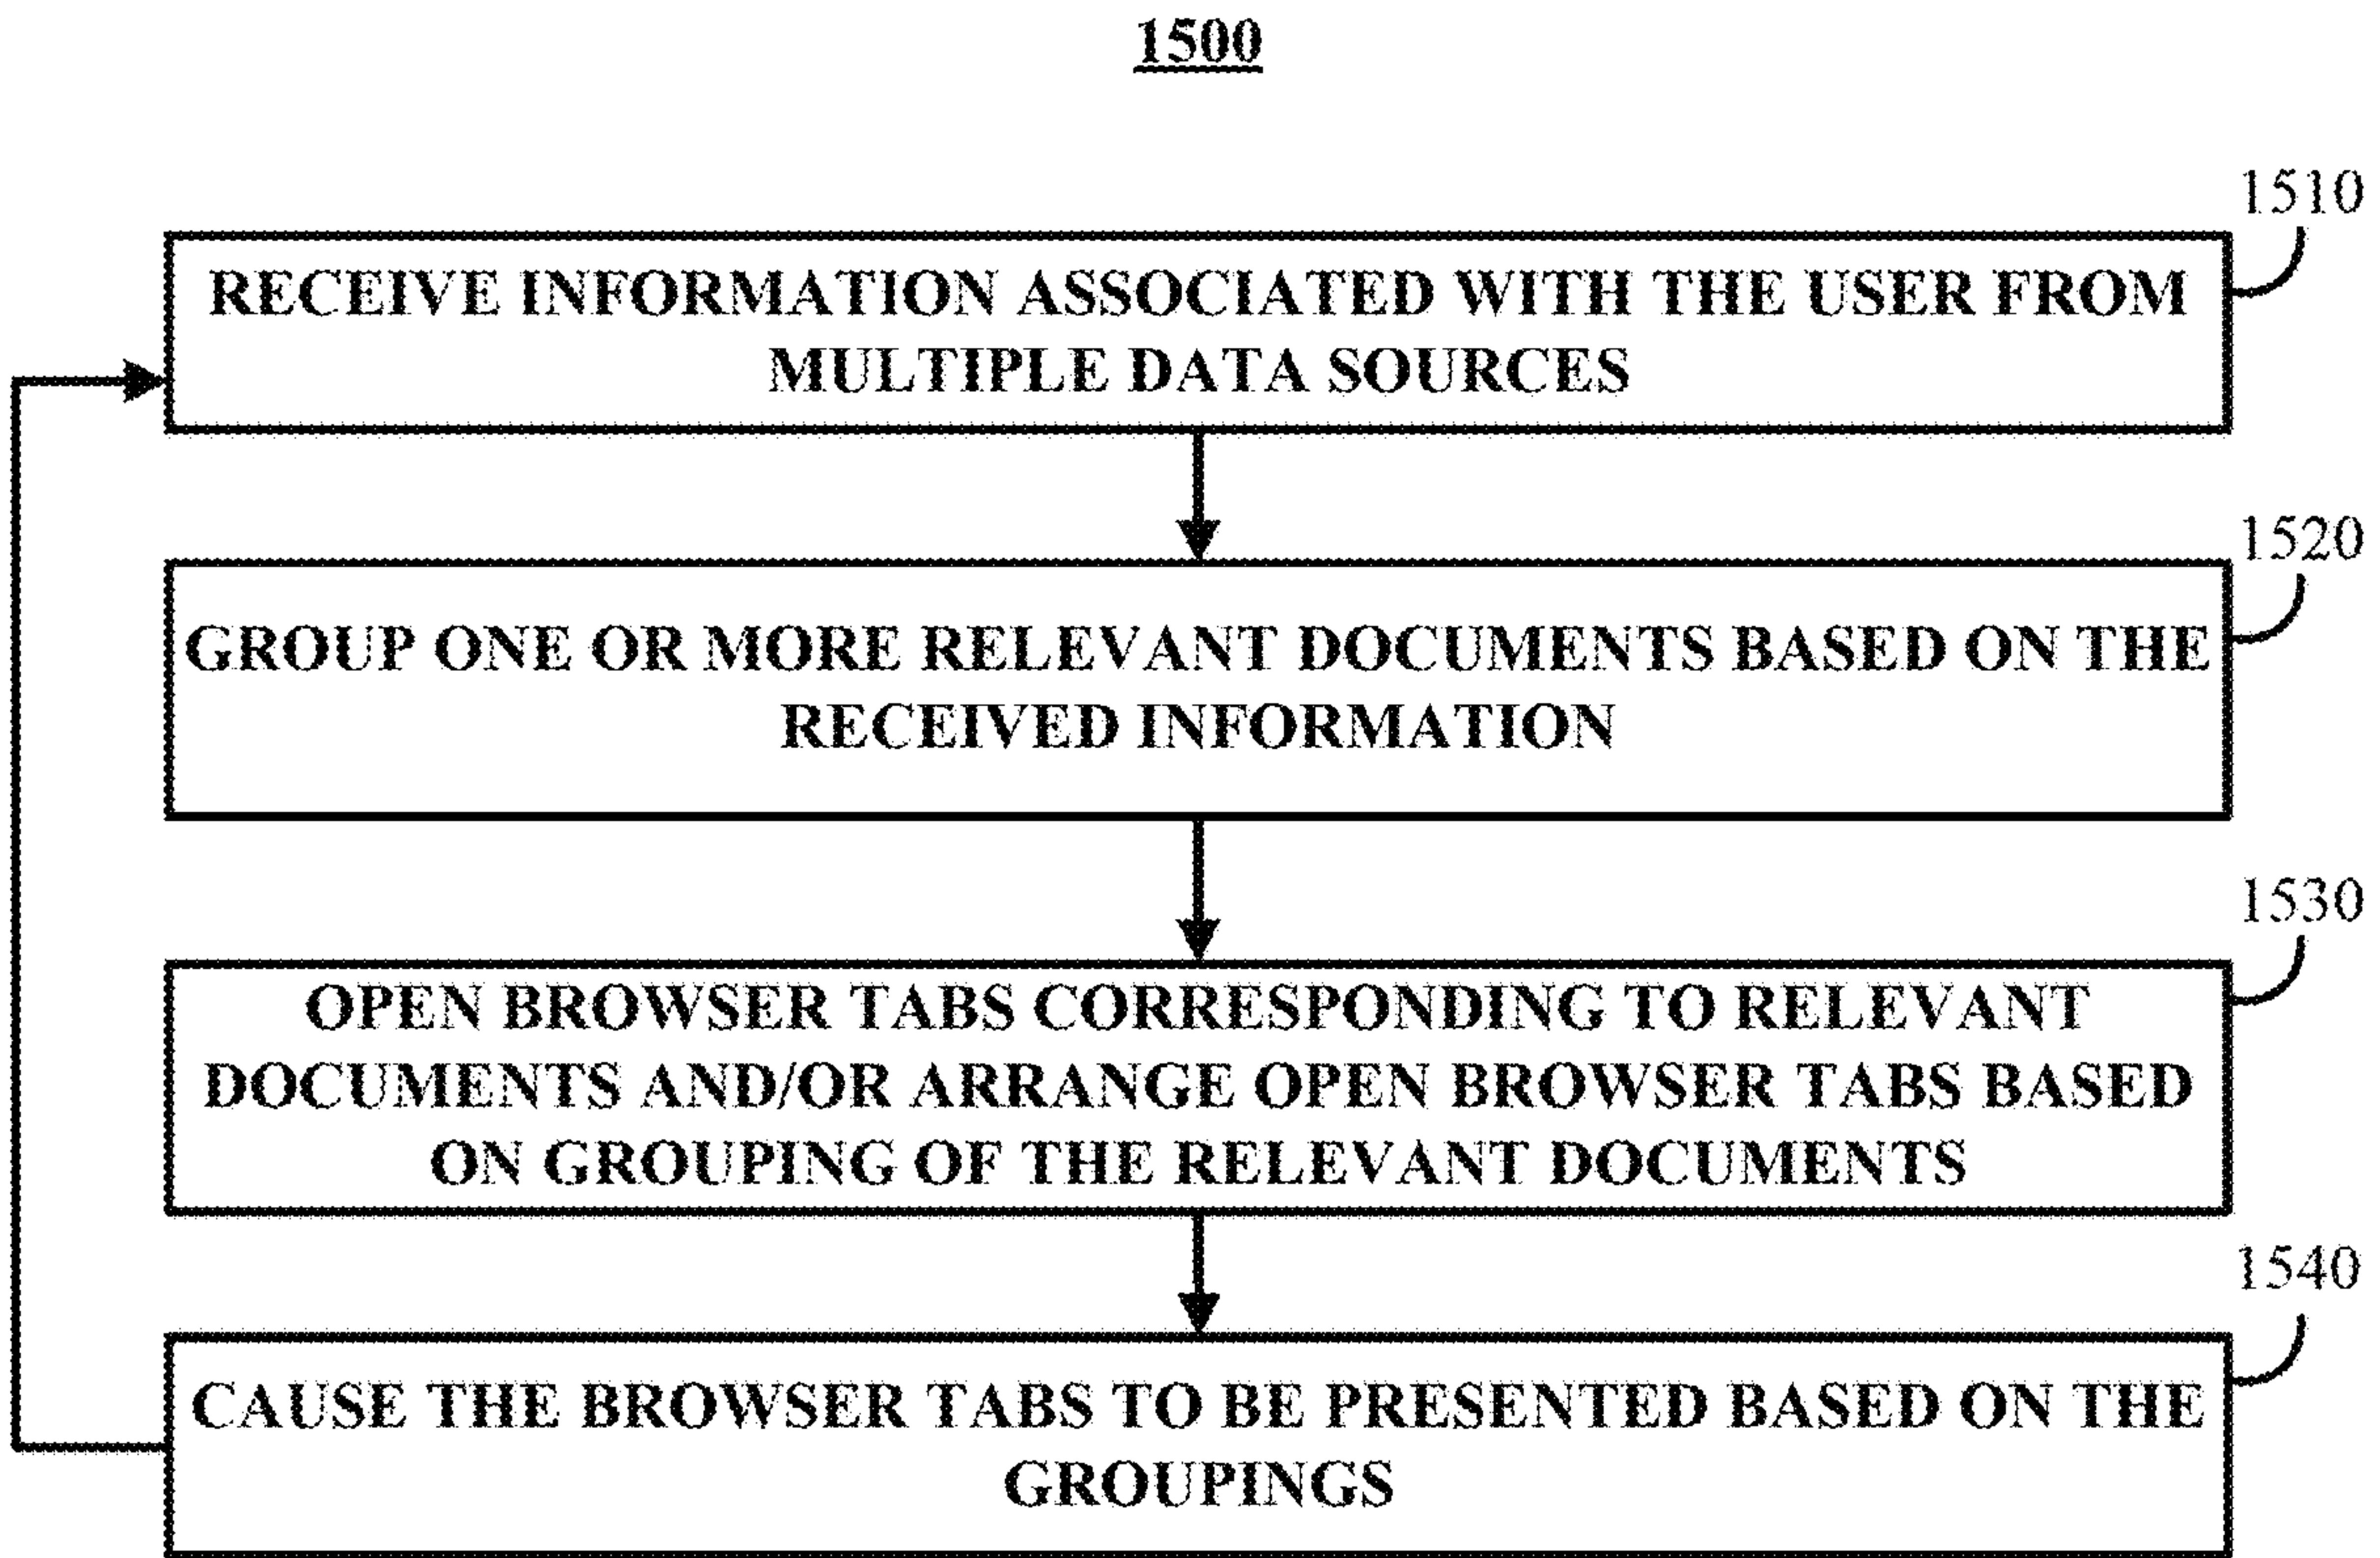 1500
1510
RECEIVE INFORMATION ASSOCIATED WITH THE USER FROM
MULTIPLE DATA SOURCES
1520
GROUP ONE OR MORE RELEVANT DOCUMENTS BASED ON THE
RECEIVED INFORMATION
1530
OPEN BROWSER TABS CORRESPONDING TO RELEVANT
DOCUMENTS AND/OR ARRANGE OPEN BROWSER TABS BASED
ON GROUPING OF THE RELEVANT DOCUMENTS
1540
CAUSE THE BROWSER TABS TO BE PRESENTED BASED ON THE
GROUPINGS